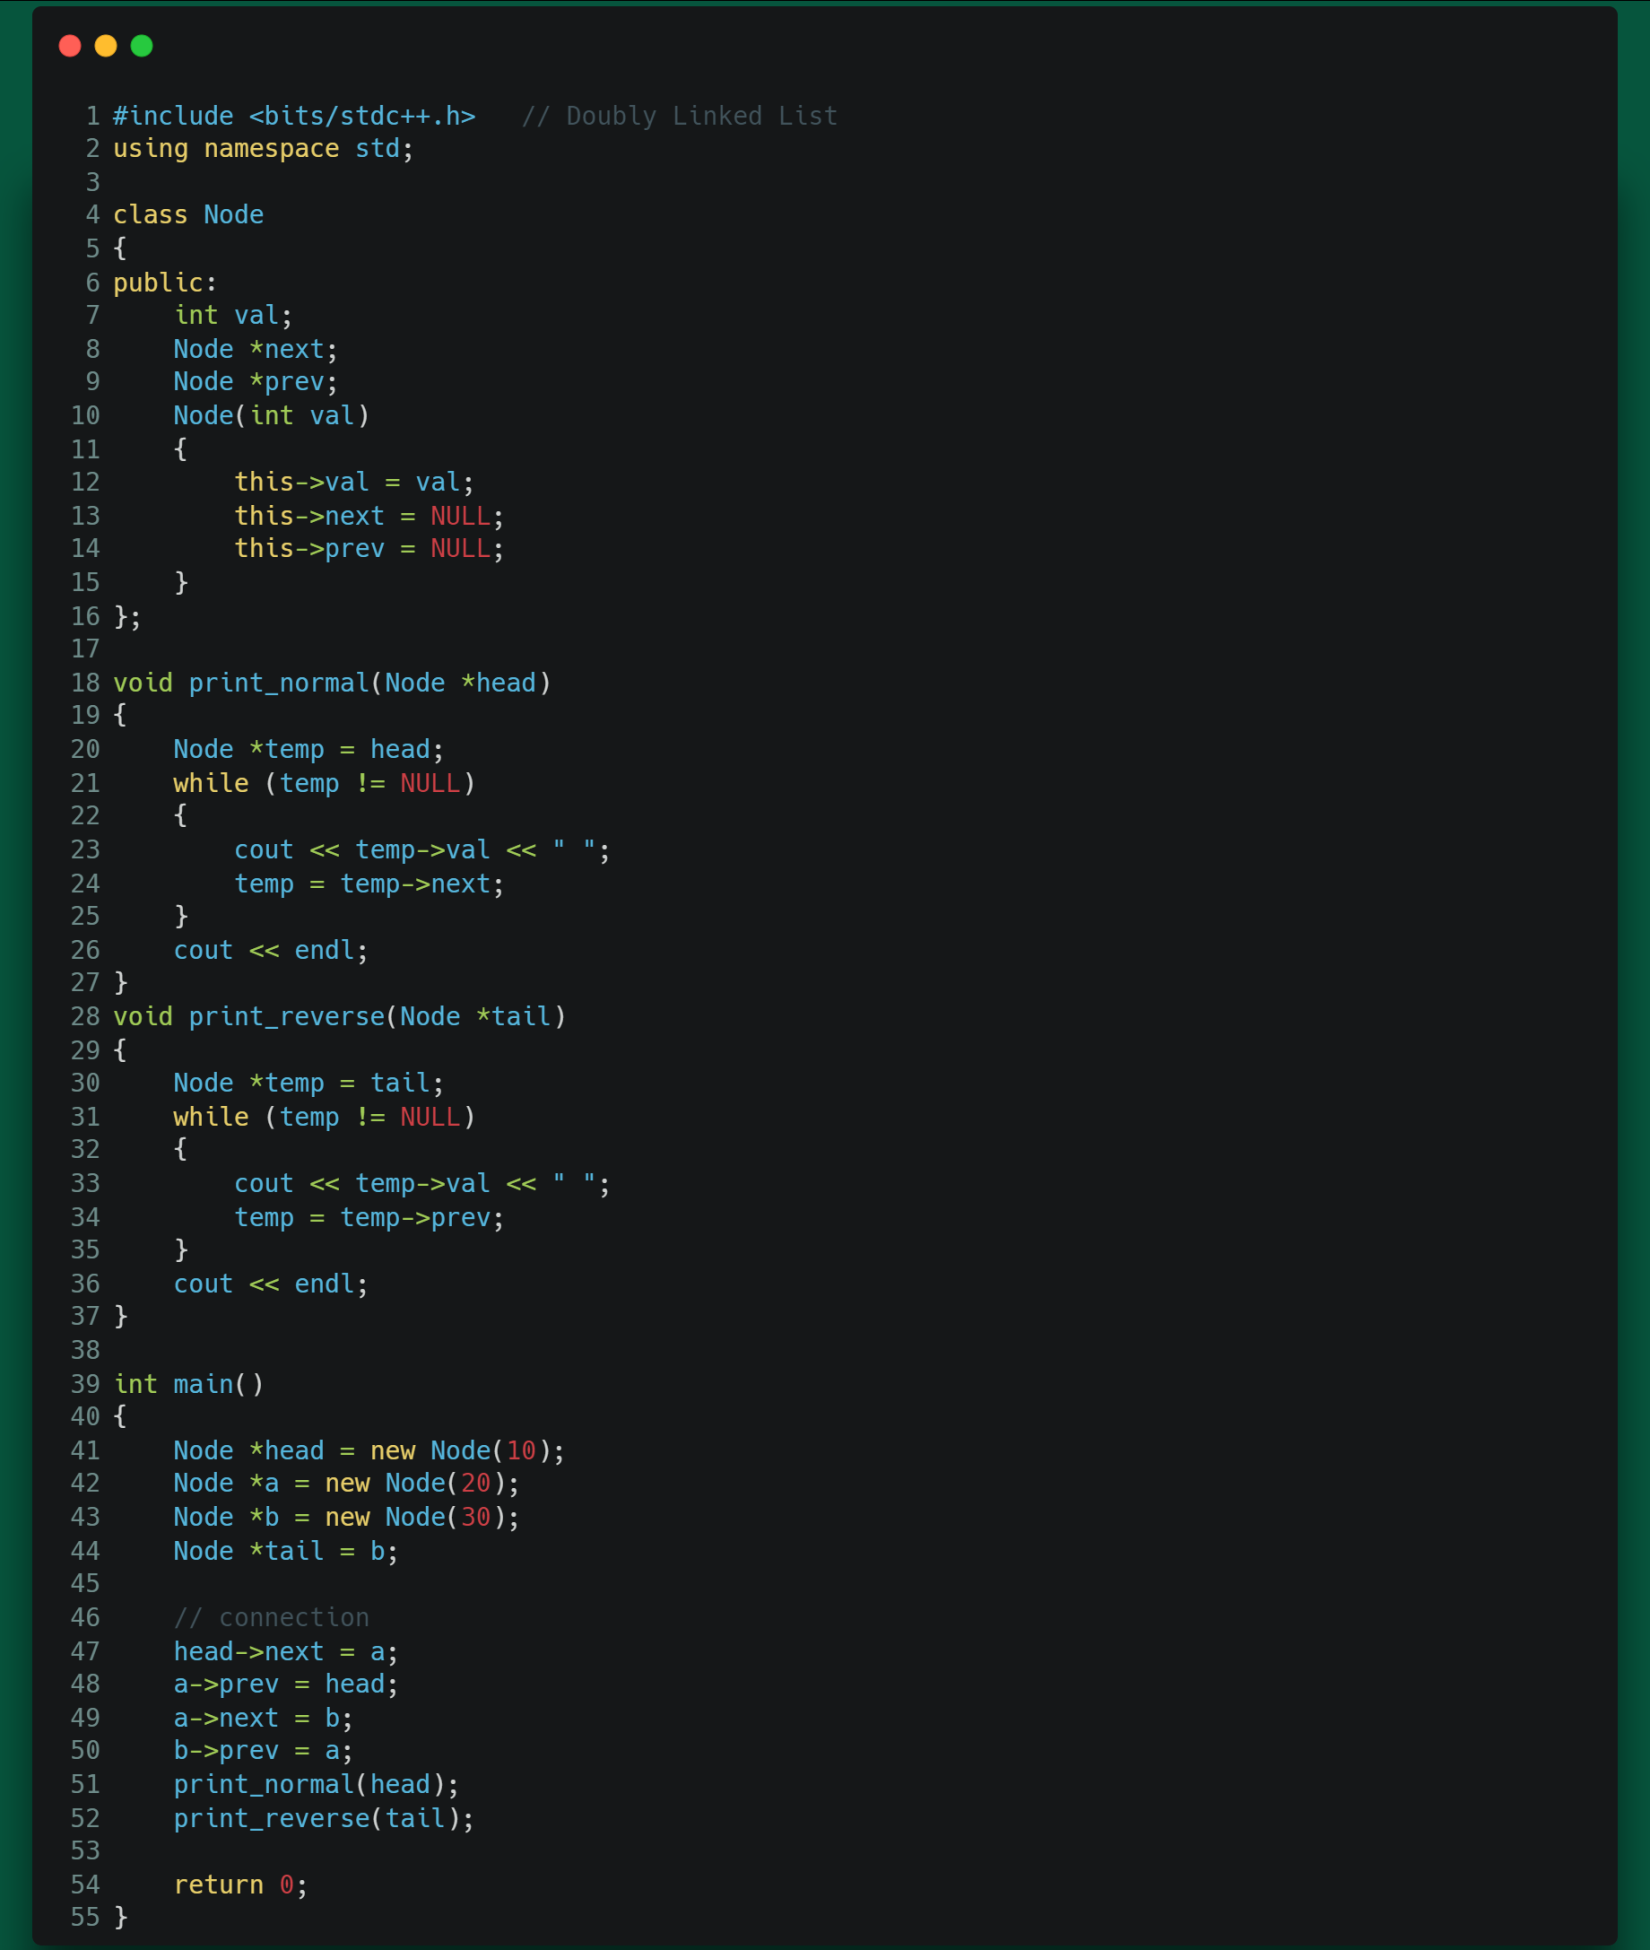 1 #include <bits/stdc++.h>   // Doubly Linked List
2 using namespace std;
3
4 class Node
5 {
6 public:
7     int val;
8     Node *next;
9     Node *prev;
10     Node(int val)
11     {
12         this->val = val;
13         this->next = NULL;
14         this->prev = NULL;
15     }
16 };
17
18 void print_normal(Node *head)
19 {
20     Node *temp = head;
21     while (temp != NULL)
22     {
23         cout << temp->val << " ";
24         temp = temp->next;
25     }
26     cout << endl;
27 }
28 void print_reverse(Node *tail)
29 {
30     Node *temp = tail;
31     while (temp != NULL)
32     {
33         cout << temp->val << " ";
34         temp = temp->prev;
35     }
36     cout << endl;
37 }
38
39 int main()
40 {
41     Node *head = new Node(10);
42     Node *a = new Node(20);
43     Node *b = new Node(30);
44     Node *tail = b;
45
46     // connection
47     head->next = a;
48     a->prev = head;
49     a->next = b;
50     b->prev = a;
51     print_normal(head);
52     print_reverse(tail);
53
54     return 0;
55 }